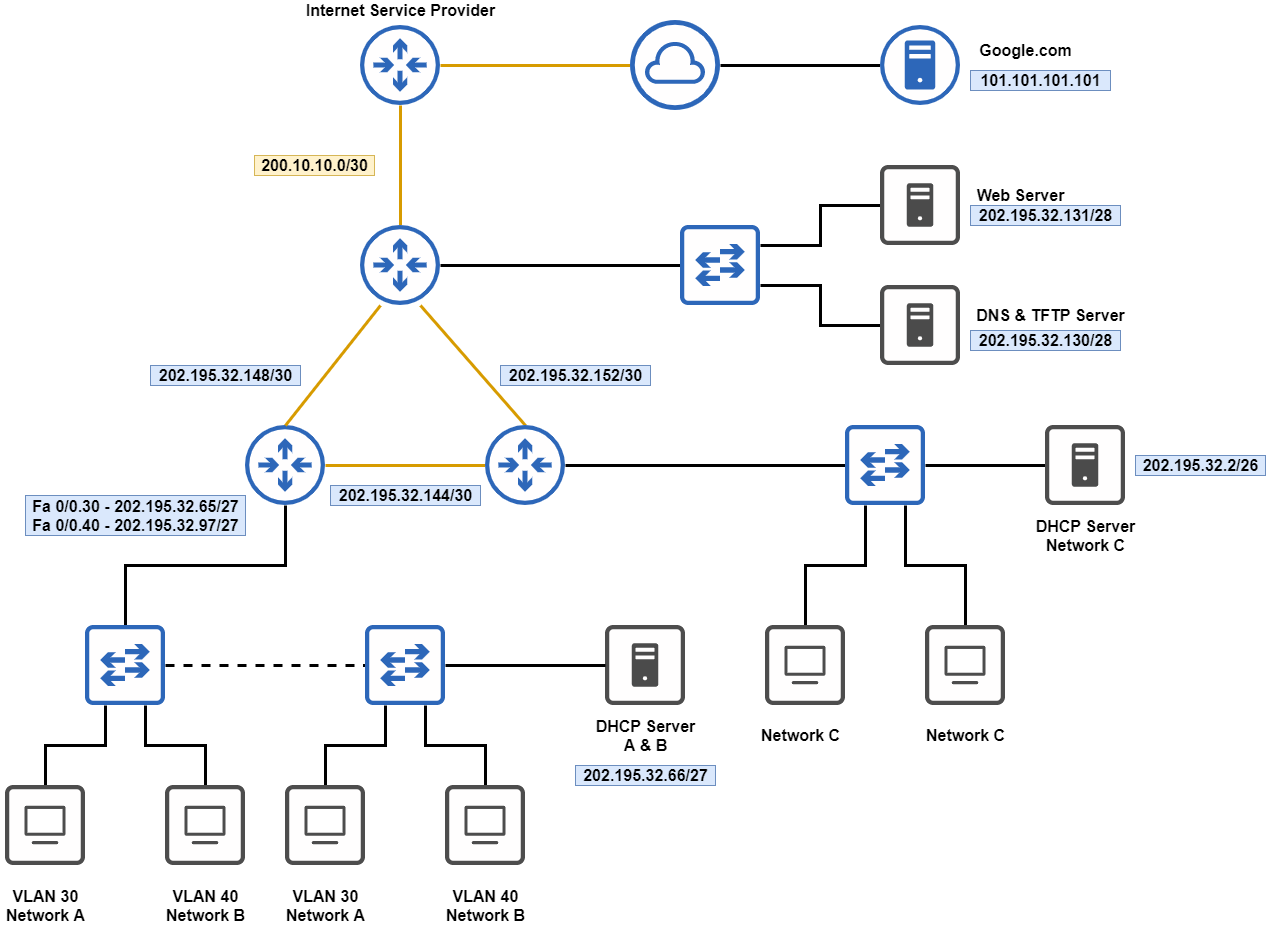 Internet Service Provider
Google.com
101.101.101.101
200.10.10.0/30
Web Server
202.195.32.131/28
DNS & TFTP Server
202.195.32.130/28
202.195.32.148/30
202.195.32.152/30
202.195.32.2/26
202.195.32.144/30
Fa 0/0.30 - 202.195.32.65/27
Fa 0/0.40 - 202.195.32.97/27
DHCP Server
Network C
DHCP Server
A & B
202.195.32.66/27
Network C
Network C
VLAN 30
Network A
VLAN 40
Network B
VLAN 30
Network A
VLAN 40
Network B